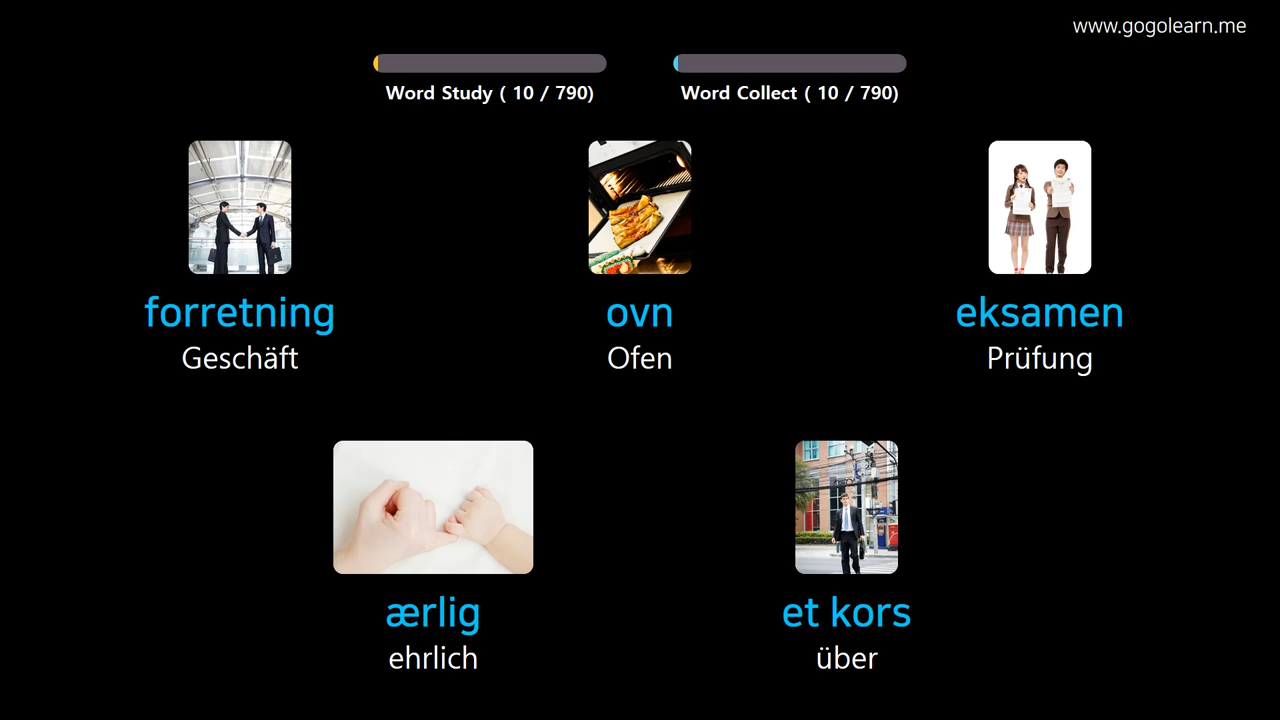 www.gogolearn.me
Word Study ( 10 / 790)
Word Collect ( 10 / 790)
forretning
Geschäft
ovn
Ofen
eksamen
Prüfung
ærlig
ehrlich
et kors
über